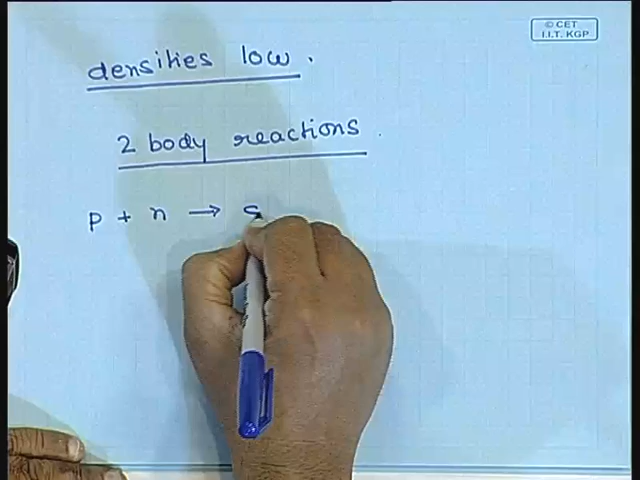 © CET
I.I.T. KGP
densities low.
2 body reactions.
p + n →